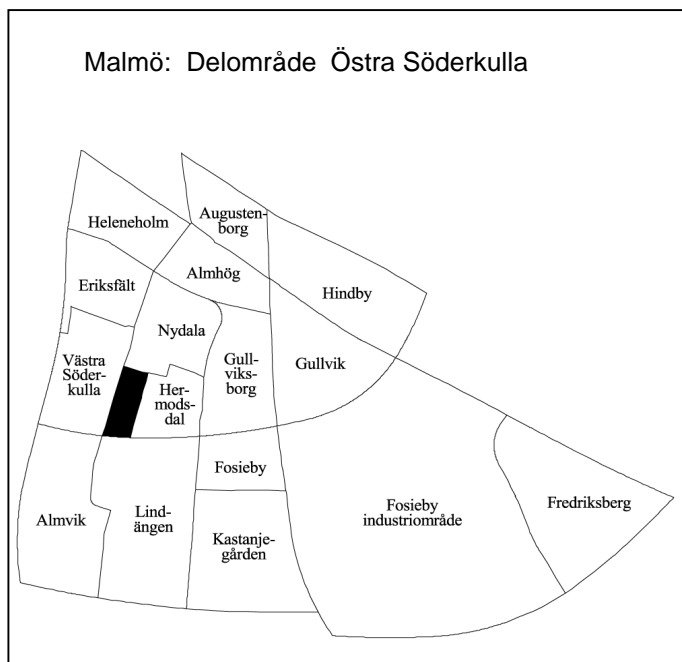 Malmö: Delområde Östra Söderkulla
Heleneholm
Augusten-
borg
Almhög
Eriksfält
Hindby
Nydala
Västra
Söder-
kulla
Gull-
viks-
borg
Gullvik
Her-
mods-
dal
Fosieby
Almvik
Lind-
ängen
Kastanje-
gården
Fosieby
industriområde
Fredriksberg